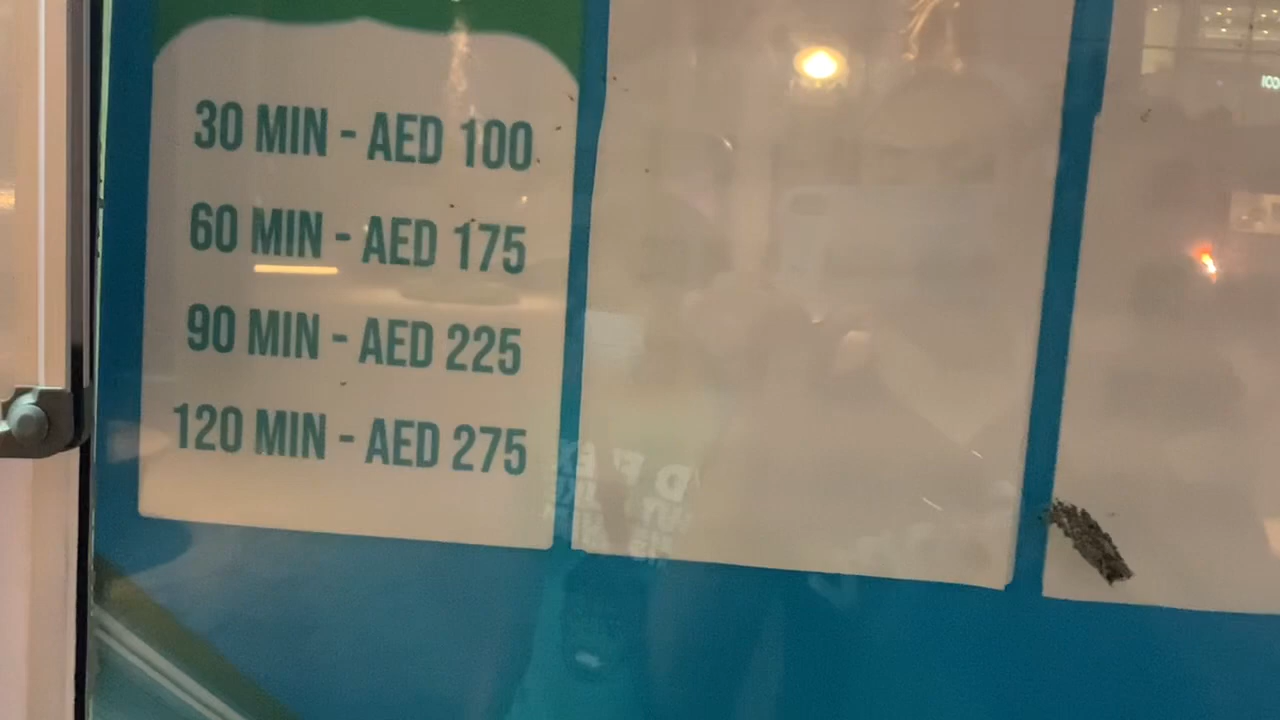 30 MIN - AED 100
60 MIN - AED 175
90 MIN - AED 225
120 MIN - AED 275